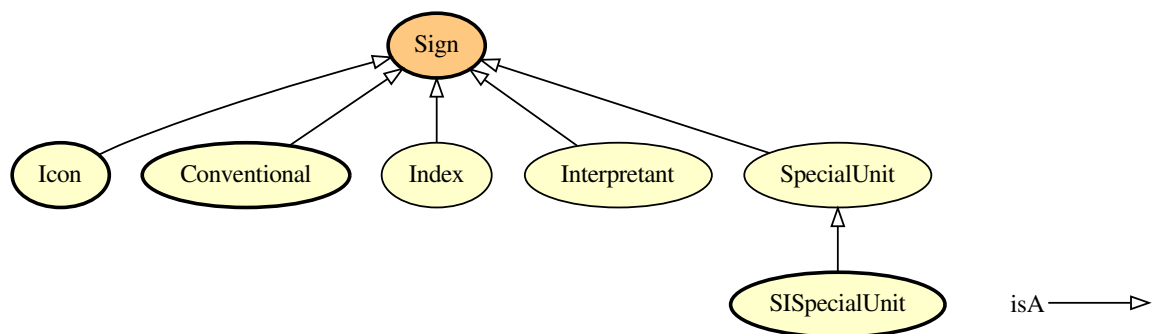 Sign
Icon
Conventional
Index
Interpretant
SpecialUnit
SISpecialUnit
isA